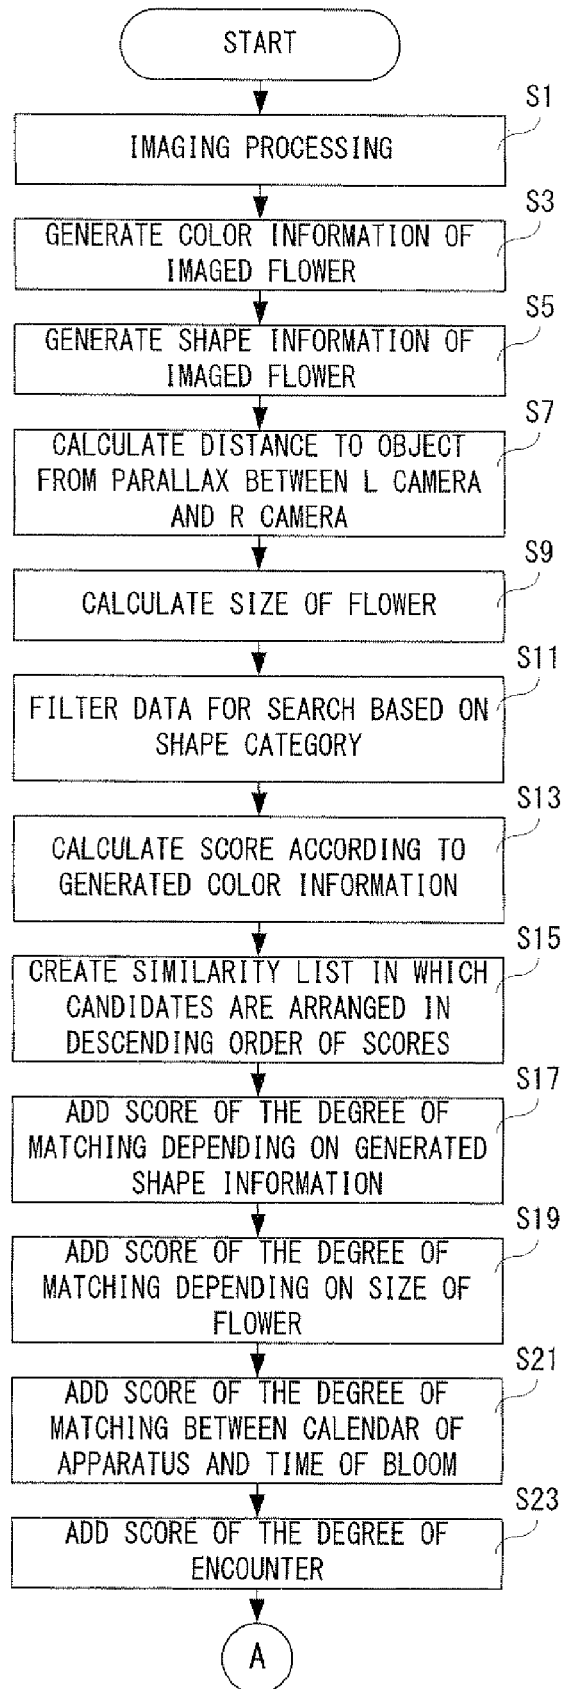 START
S1
IMAGING PROCESSING
S3
GENERATE COLOR INFORMATION OF
IMAGED FLOWER
S5
GENERATE SHAPE INFORMATION OF
IMAGED FLOWER
S7
CALCULATE DISTANCE TO OBJECT
FROM PARALLAX BETWEEN L CAMERA
AND R CAMERA
S9
CALCULATE SIZE OF FLOWER
S11
FILTER DATA FOR SEARCH BASED ON
SHAPE CATEGORY
S13
CALCULATE SCORE ACCORDING TO
GENERATED COLOR INFORMATION
S15
CREATE SIMILARITY LIST IN WHICH
CANDIDATES ARE ARRANGED IN
DESCENDING ORDER OF SCORES
S17
ADD SCORE OF THE DEGREE OF
MATCHING DEPENDING ON GENERATED
SHAPE INFORMATION
S19
ADD SCORE OF THE DEGREE OF
MATCHING DEPENDING ON SIZE OF
FLOWER
S21
ADD SCORE OF THE DEGREE OF
MATCHING BETWEEN CALENDAR OF
APPARATUS AND TIME OF BLOOM
S23
ADD SCORE OF THE DEGREE OF
ENCOUNTER
A